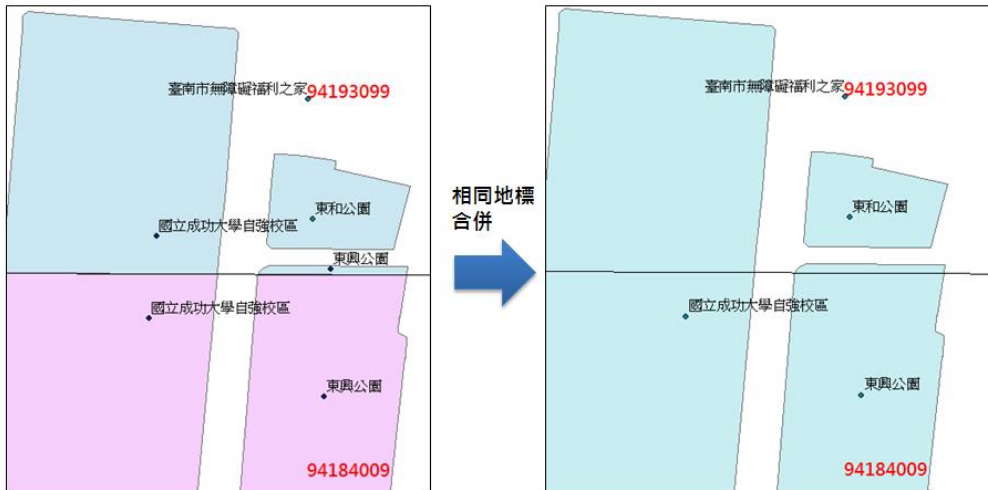 臺南市無障礙福利之家
94193099
東和公園
國立成功大學自強校區
東興公園
國立成功大學自強校區
東興公園
94184009
相同地標
合併
臺南市無障礙福利之家
94193099
東和公園
國立成功大學自強校區
東興公園
94184009